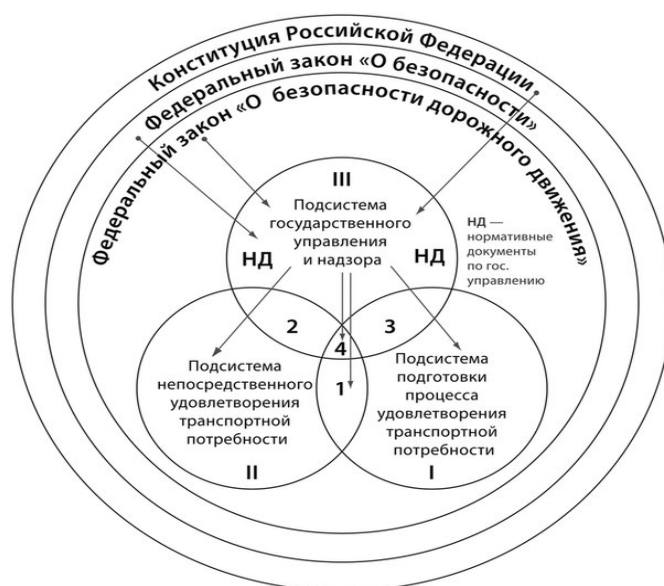 Конституция Российской Федерации
Федеральный закон «О безопасности»
Федеральный закон «О безопасности дорожного движения»
III
Подсистема
государственного
управления
и надзора
НД
НД
НД —
нормативные
документы
по гос.
управлению
2
3
4
1
Подсистема
непосредственного
удовлетворения
транспортной
потребности
II
Подсистема
подготовки
процесса
удовлетворения
транспортной
потребности
I